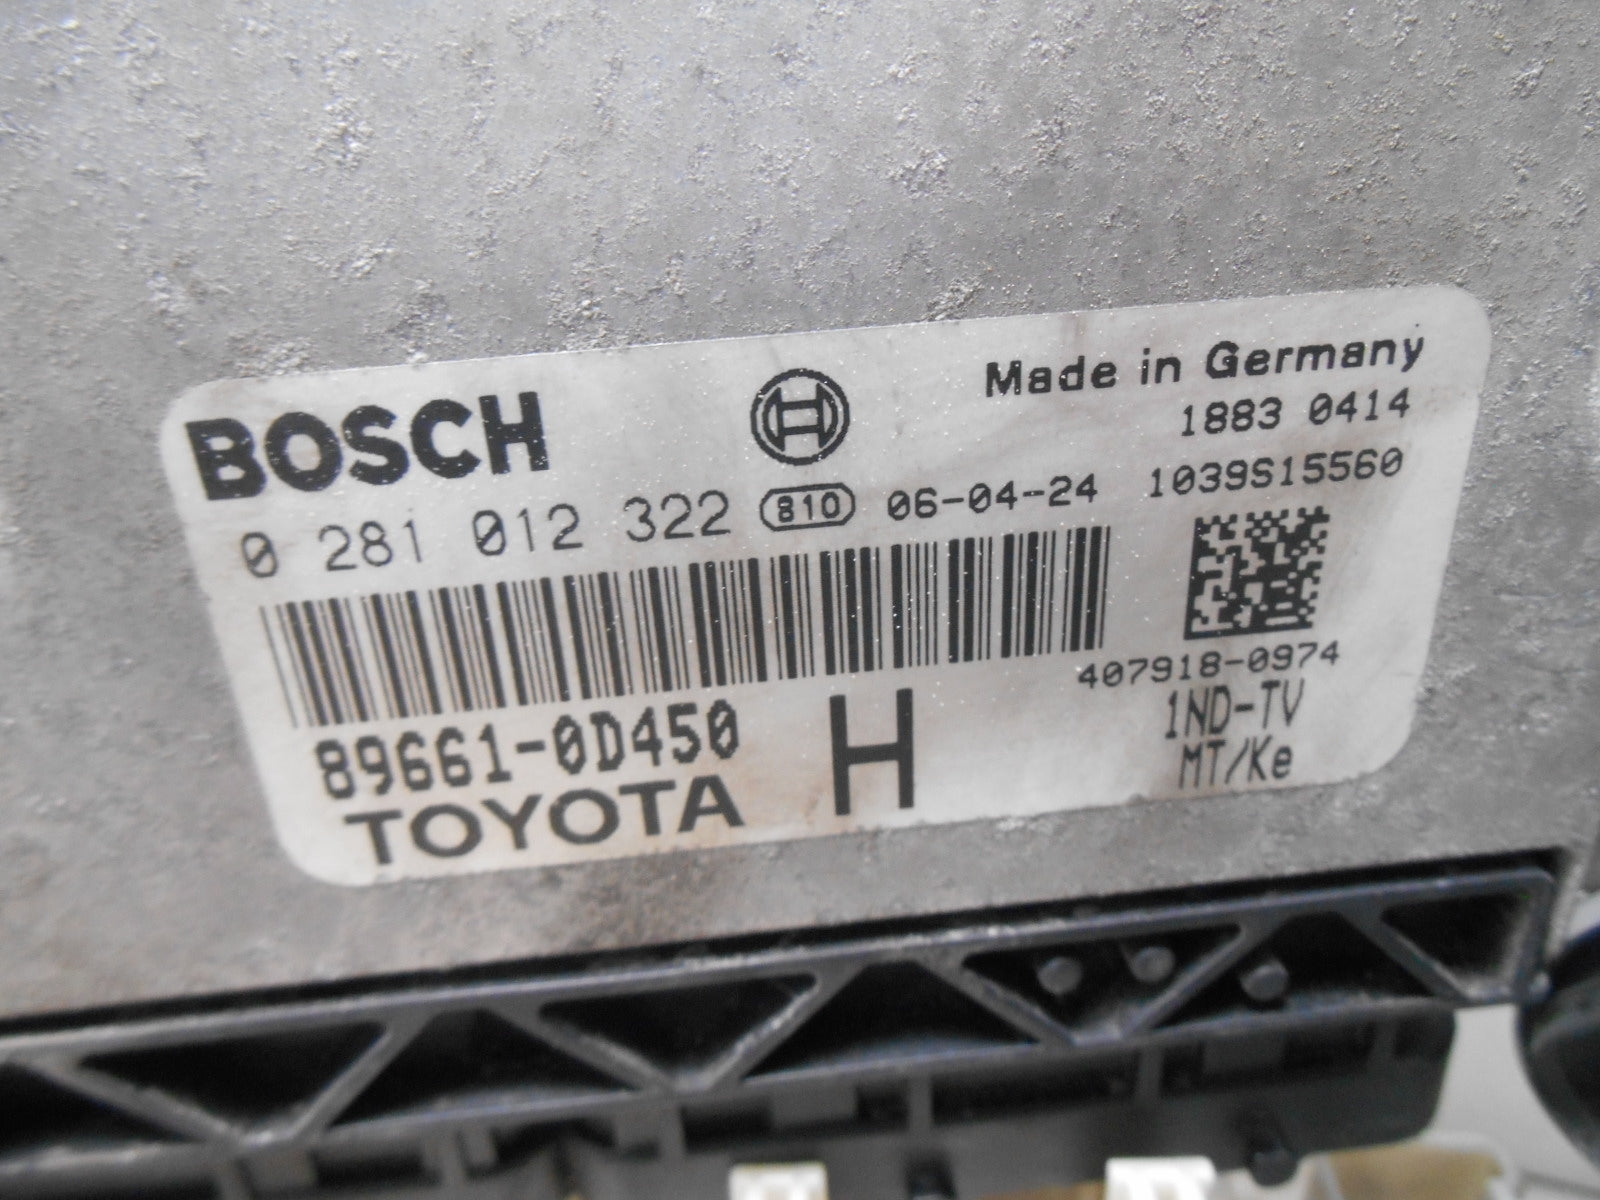 BOSCH
Made in Germany
1883 0414
0 281 012 322 810 06-04-24 1039S15560
407918-0974
89661-0D450 H 1ND-TV
TOYOTA MT/Ke